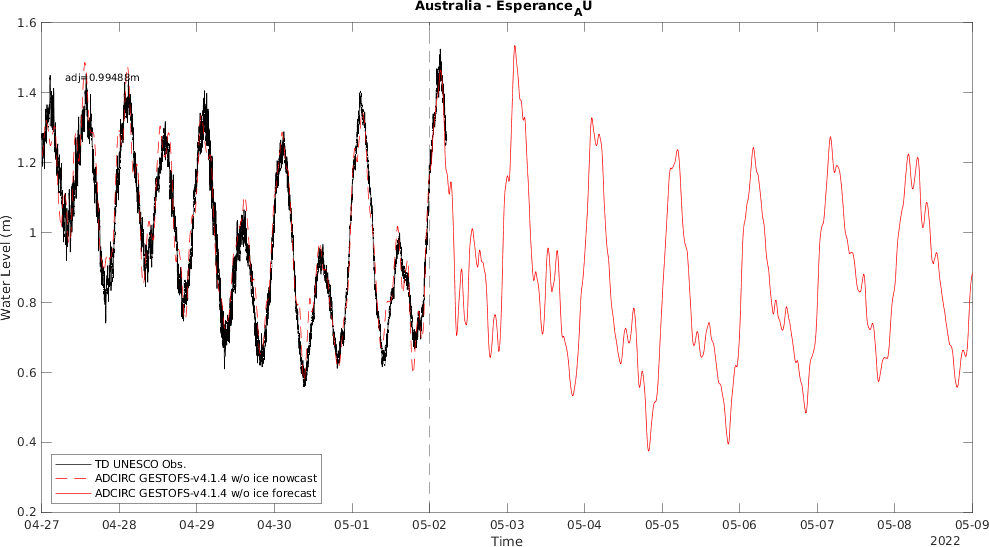 Australia - Esperance_AU
1.6
1.4
1.2
1
0.8
0.6
0.4
0.2
Water Level (m)
adj=0.99488m
TD UNESCO Obs.
ADCIRC GESTOFS-v4.1.4 w/o ice nowcast
ADCIRC GESTOFS-v4.1.4 w/o ice forecast
04-27 04-28 04-29 04-30 05-01 05-02 05-03 05-04 05-05 05-06 05-07 05-08 05-09
Time
2022